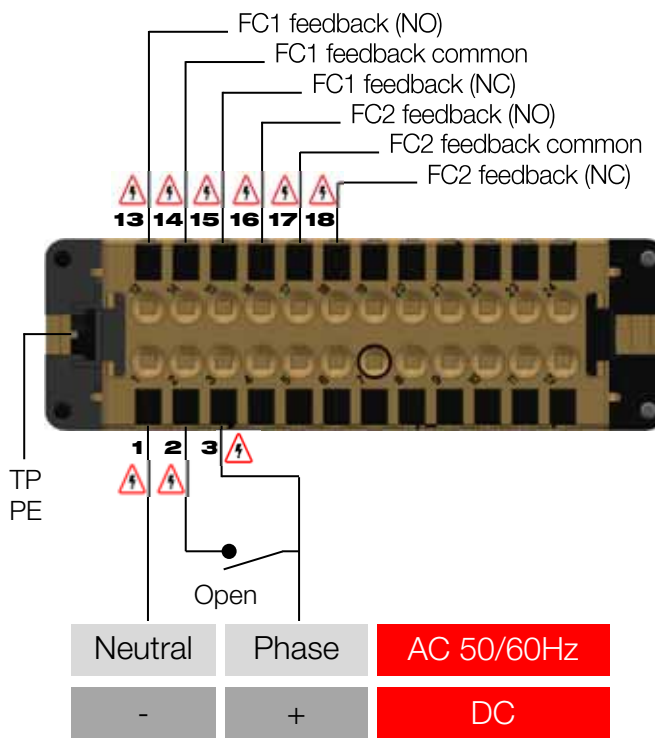 FC1 feedback (NO)
FC1 feedback common
FC1 feedback (NC)
FC2 feedback (NO)
FC2 feedback common
FC2 feedback (NC)
13 14 15 16 17 18
1 2 3
TP
PE
Open
Neutral Phase AC 50/60Hz
- + DC